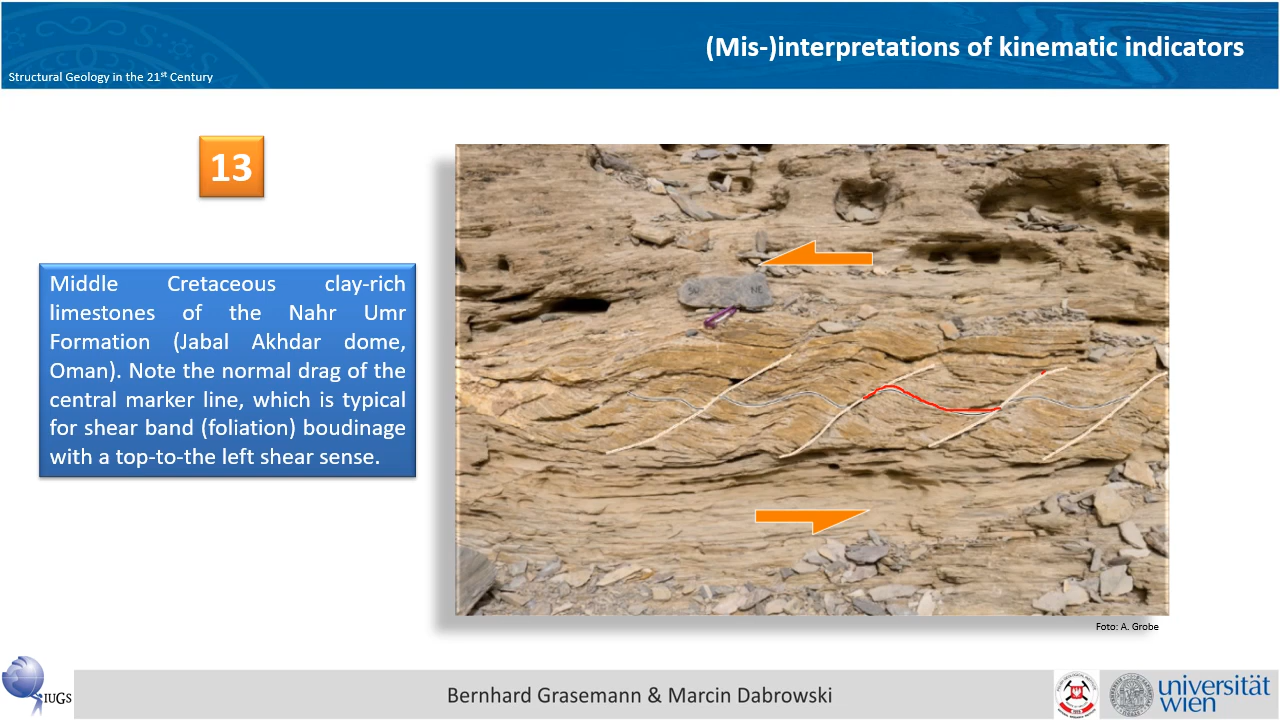 (Mis-)interpretations of kinematic indicators
Structural Geology in the 21st Century
13
Middle Cretaceous clay-rich
limestones of the Nahr Umr
Formation (Jabal Akhdar dome,
Oman). Note the normal drag of the
central marker line, which is typical
for shear band (foliation) boudinage
with a top-to-the left shear sense.
NE
Foto: A. Grobe
IUGS
Bernhard Grasemann & Marcin Dabrowski
universität
wien